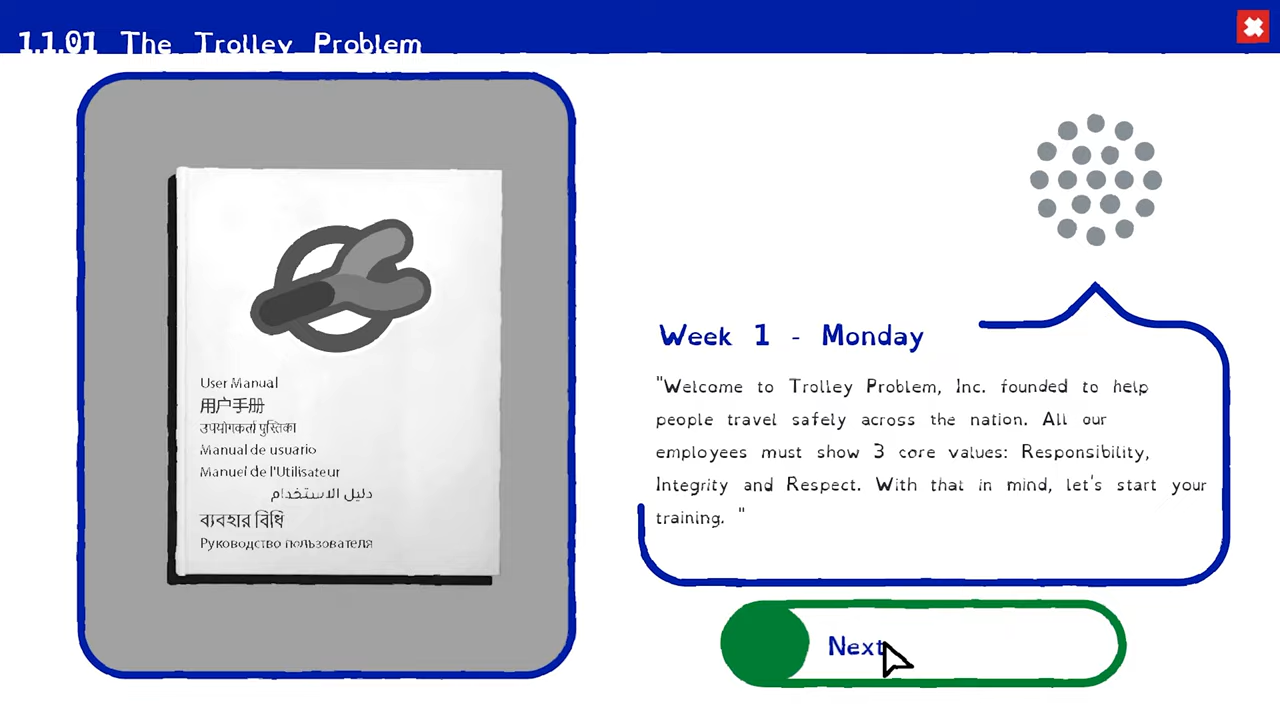 1.1.01 The Trolley Problem
User Manual
用户手册
उपयोगकर्ता पुस्तिका
Manual de usuario
Manuel de l'Utilisateur
دليل الاستخدام
ব্যবহার বিধি
Руководство пользователя
Week 1 - Monday
"Welcome to Trolley Problem, Inc. founded to help
people travel safely across the nation. All our
employees must show 3 core values: Responsibility,
Integrity and Respect. With that in mind, let's start your
training. "
Next